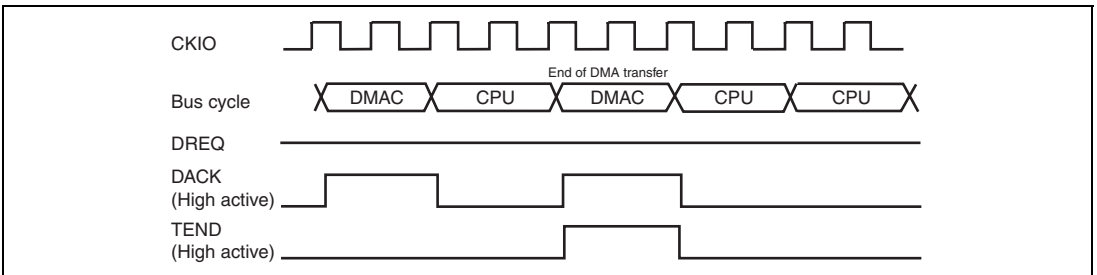 CKIO
End of DMA transfer
Bus cycle DMAC CPU DMAC CPU CPU
DREQ
DACK
(High active)
TEND
(High active)